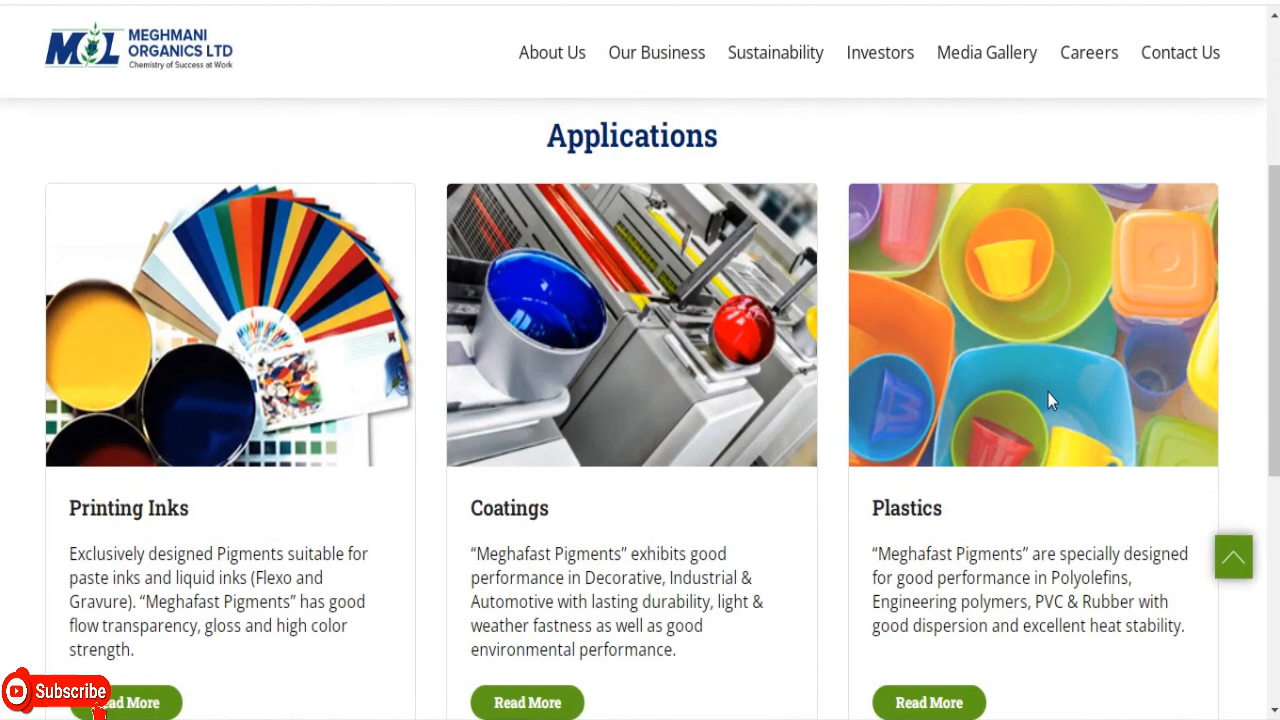 MOL
MEGHMANI
ORGANICS LTD
Chemistry of Success at Work
About Us
Our Business
Sustainability
Investors
Media Gallery
Careers
Contact Us
Applications
Printing Inks
Exclusively designed Pigments suitable for
paste inks and liquid inks (Flexo and
Gravure). “Meghafast Pigments” has good
flow transparency, gloss and high color
strength.
Coatings
“Meghafast Pigments” exhibits good
performance in Decorative, Industrial &
Automotive with lasting durability, light &
weather fastness as well as good
environmental performance.
Plastics
“Meghafast Pigments” are specially designed
for good performance in Polyolefins,
Engineering polymers, PVC & Rubber with
good dispersion and excellent heat stability.
Subscribe
ad More
Read More
Read More